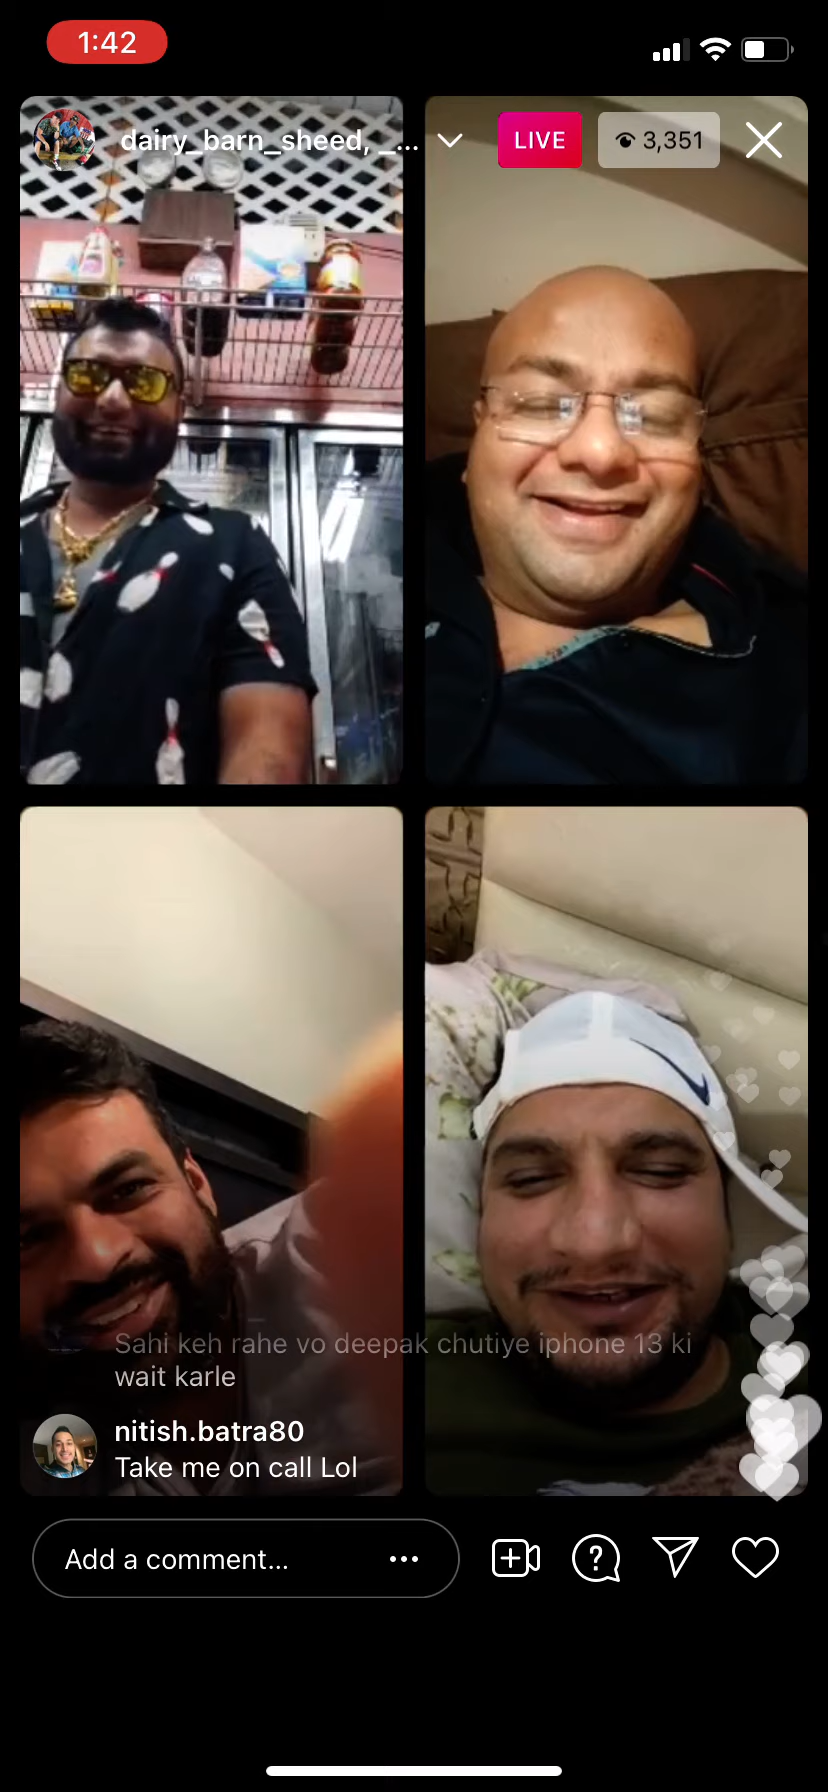 1:42
dairy_barn_sheed, _...
LIVE
3,351
Sahi keh rahe vo deepak chutiye iphone 13 ki
wait karle
nitish.batra80
Take me on call Lol
Add a comment...